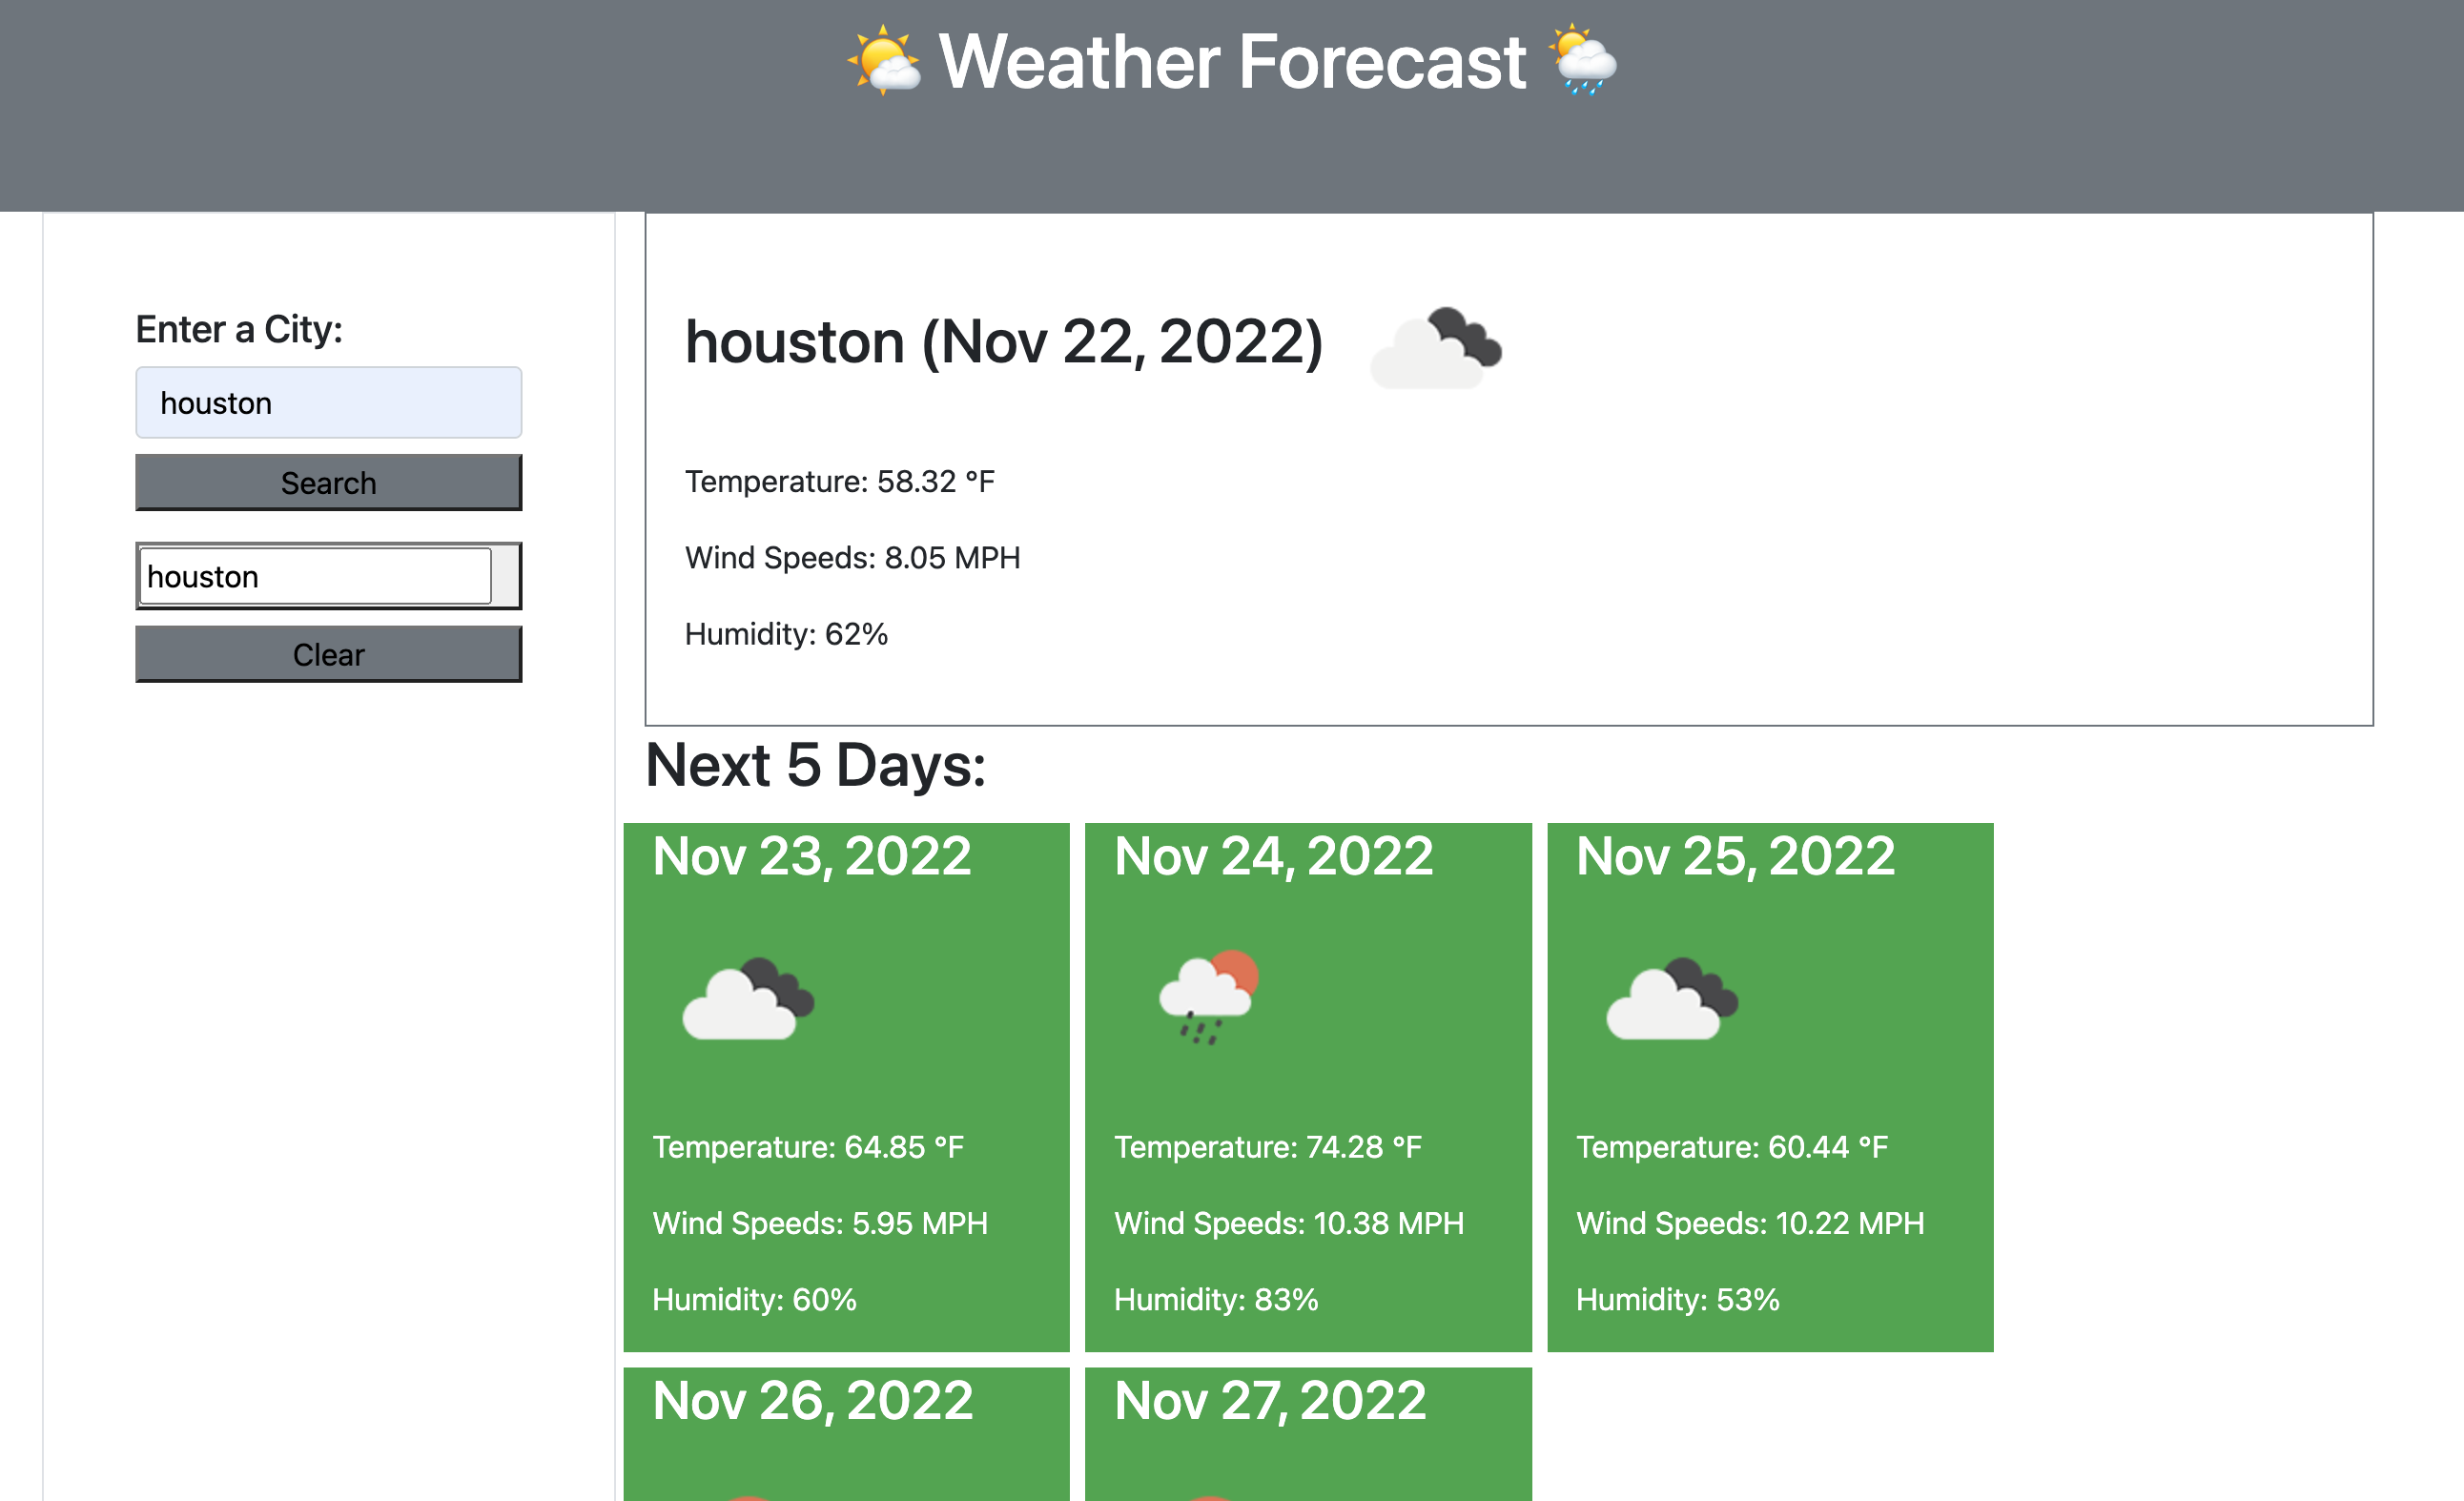 Weather Forecast
Enter a City:
houston
Search
houston
Clear
houston (Nov 22, 2022)
Temperature: 58.32 °F
Wind Speeds: 8.05 MPH
Humidity: 62%
Next 5 Days:
Nov 23, 2022
Temperature: 64.85 °F
Wind Speeds: 5.95 MPH
Humidity: 60%
Nov 24, 2022
Temperature: 74.28 °F
Wind Speeds: 10.38 MPH
Humidity: 83%
Nov 25, 2022
Temperature: 60.44 °F
Wind Speeds: 10.22 MPH
Humidity: 53%
Nov 26, 2022
Nov 27, 2022